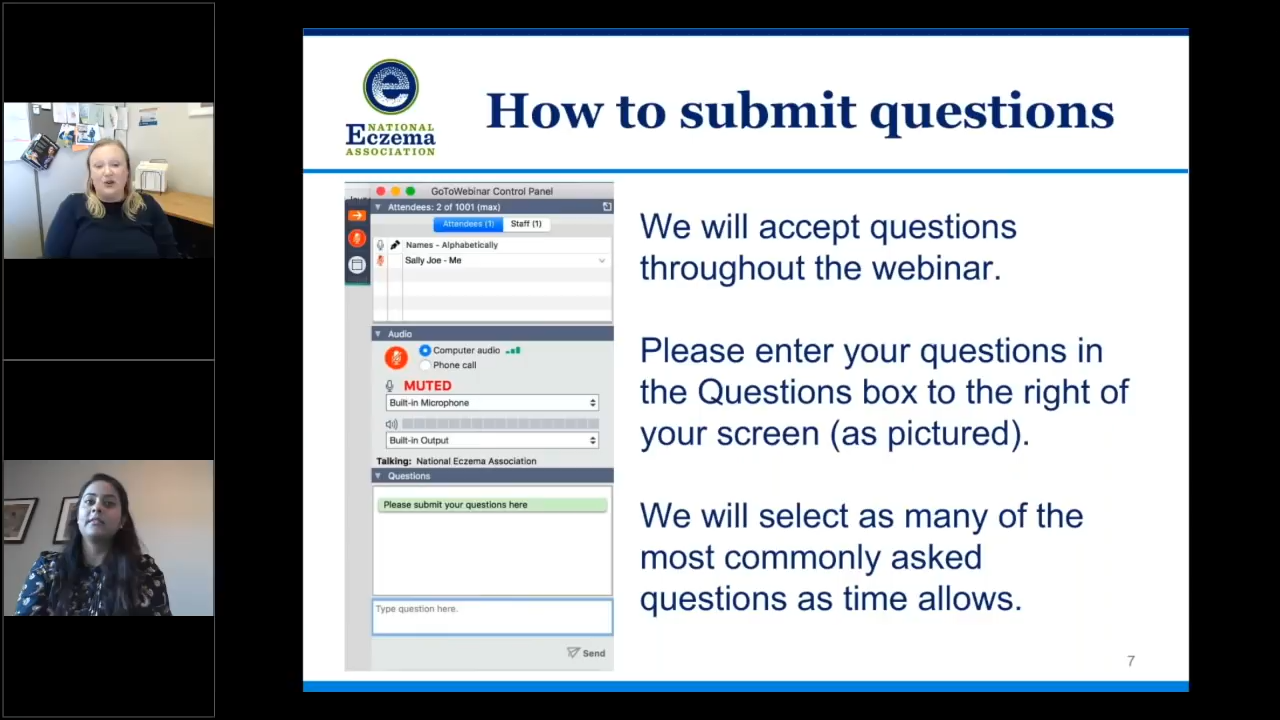 NATIONAL
Eczema
ASSOCIATION
How to submit questions
GoToWebinar Control Panel
Attendees: 2 of 1001 (max)
Attendees (1)
Staff (1)
Names - Alphabetically
Sally Joe - Me
Audio
Computer audio
Phone call
MUTED
Built-in Microphone
Built-in Output
Talking: National Eczema Association
Questions
Please submit your questions here
Type question here.
Send
We will accept questions
throughout the webinar.
Please enter your questions in
the Questions box to the right of
your screen (as pictured).
We will select as many of the
most commonly asked
questions as time allows.
7